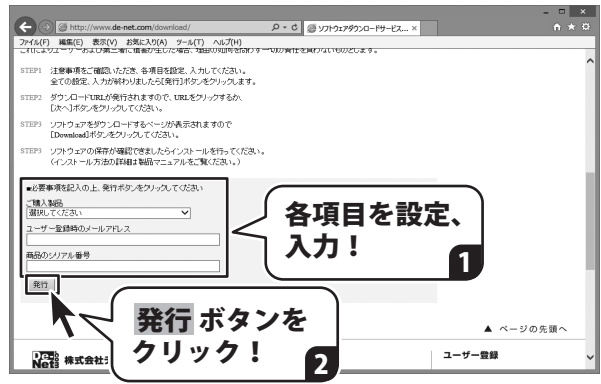 http://www.de-net.com/download/
ソフトウェアダウンロードサービス... ×
ファイル(F) 編集(E) 表示(V) お気に入り(A) ツール(T) ヘルプ(H)
STEP1 注意事項をご確認いただき、各項目を設定、入力してください。
全ての設定、入力が終わりましたら[発行]ボタンをクリックします。
STEP2 ダウンロードURLが発行されますので、URLをクリックするか、
[次へ]ボタンをクリックしてください。
STEP3 ソフトウェアをダウンロードするページが表示されますので
[Download]ボタンをクリックしてください。
STEP3 ソフトウェアの保存が確認できましたらインストールを行ってください。
(インストール方法の詳細は製品マニュアルをご覧ください。)
■必要事項を記入の上、発行ボタンをクリックしてください
ご購入製品
選択してください
ユーザー登録時のメールアドレス
商品のシリアル番号
発行
各項目を設定、
入力!
1
発行 ボタンを
クリック!
2
▲ ページの先頭へ
De-Net 株式会社
ユーザー登録